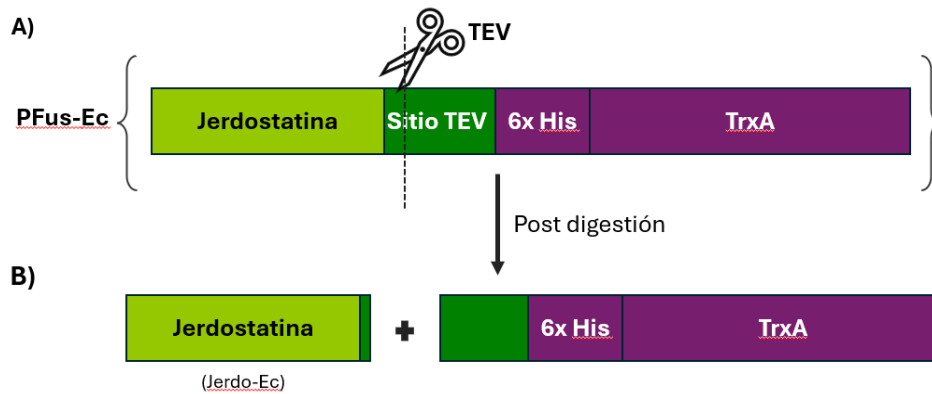 A)
TEV
PFus-Ec
Jerdostatina
Sitio TEV
6x His
TrxA
Post digestión
B)
Jerdostatina
+
6x His
TrxA
(Jerdo-Ec)